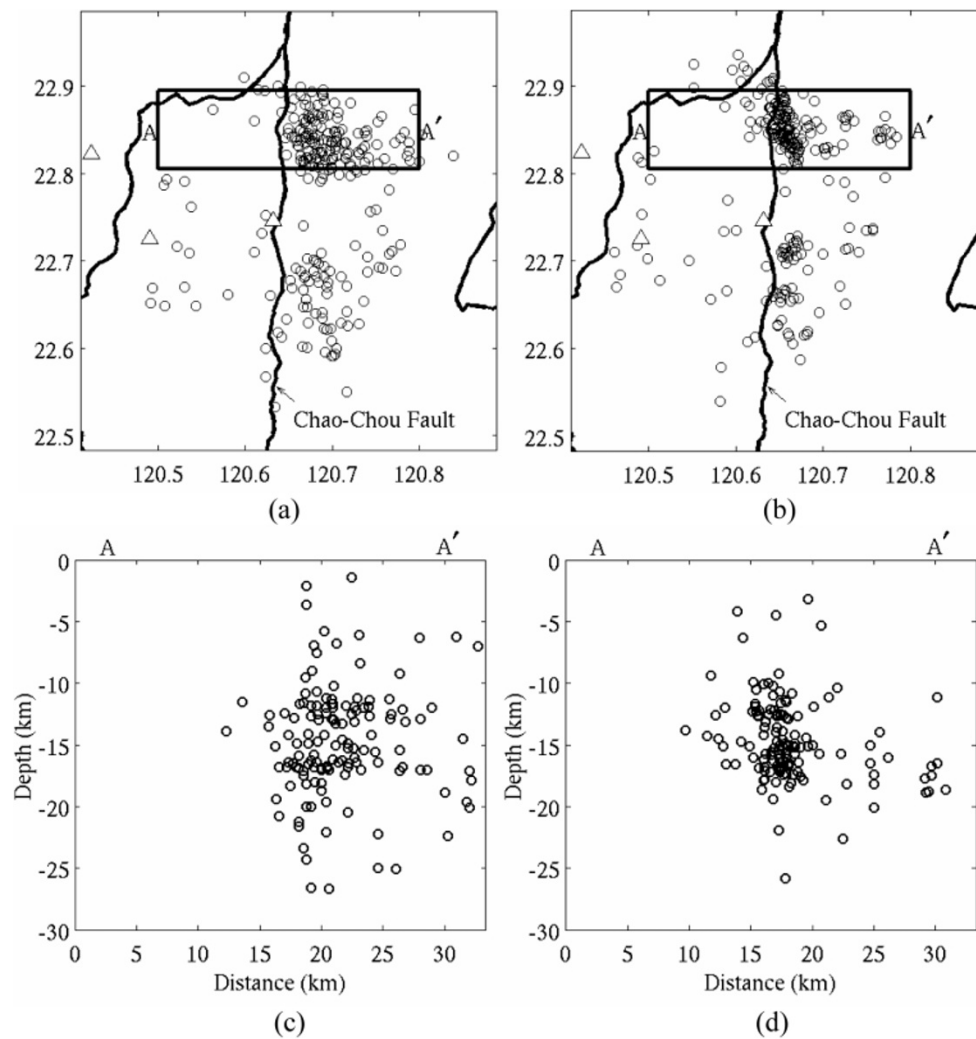 22.9
22.8
22.7
22.6
22.5
A
A′
Chao-Chou Fault
120.5 120.6 120.7 120.8
(a)
22.9
22.8
22.7
22.6
22.5
A
A′
Chao-Chou Fault
120.5 120.6 120.7 120.8
(b)
A A′
0
-5
-10
-15
-20
-25
-30
Depth (km)
0 5 10 15 20 25 30
Distance (km)
(c)
A A′
0
-5
-10
-15
-20
-25
-30
Depth (km)
0 5 10 15 20 25 30
Distance (km)
(d)